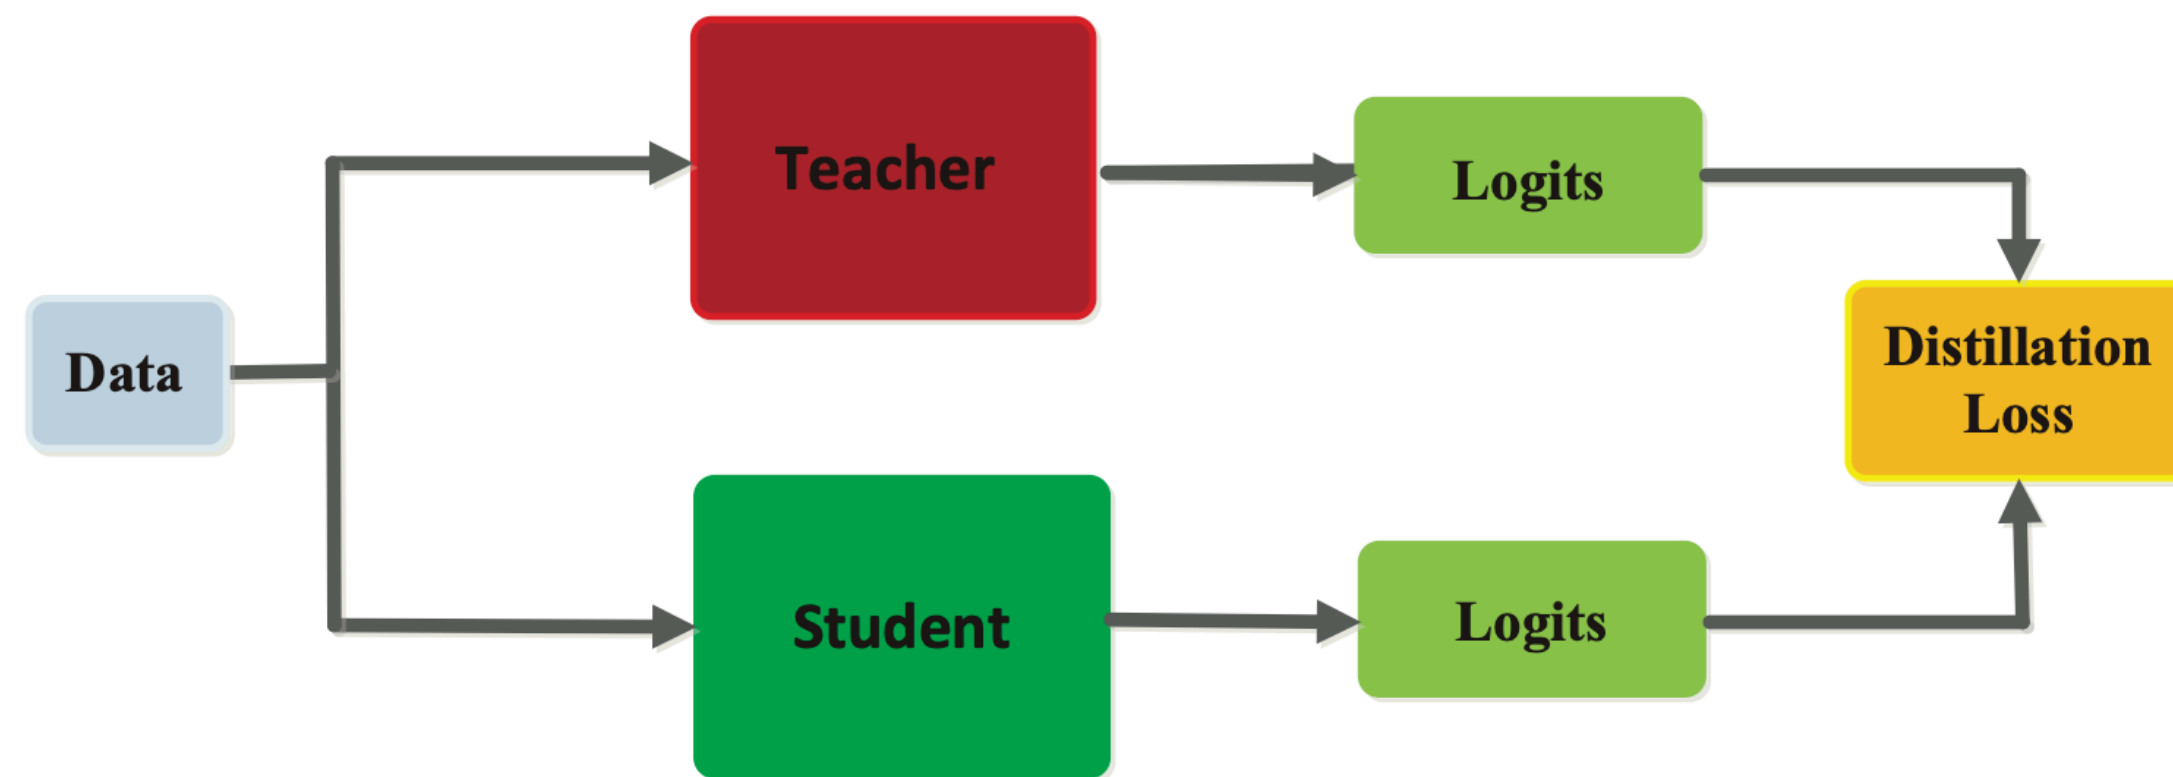 Teacher
Logits
Data
Distillation
Loss
Student
Logits